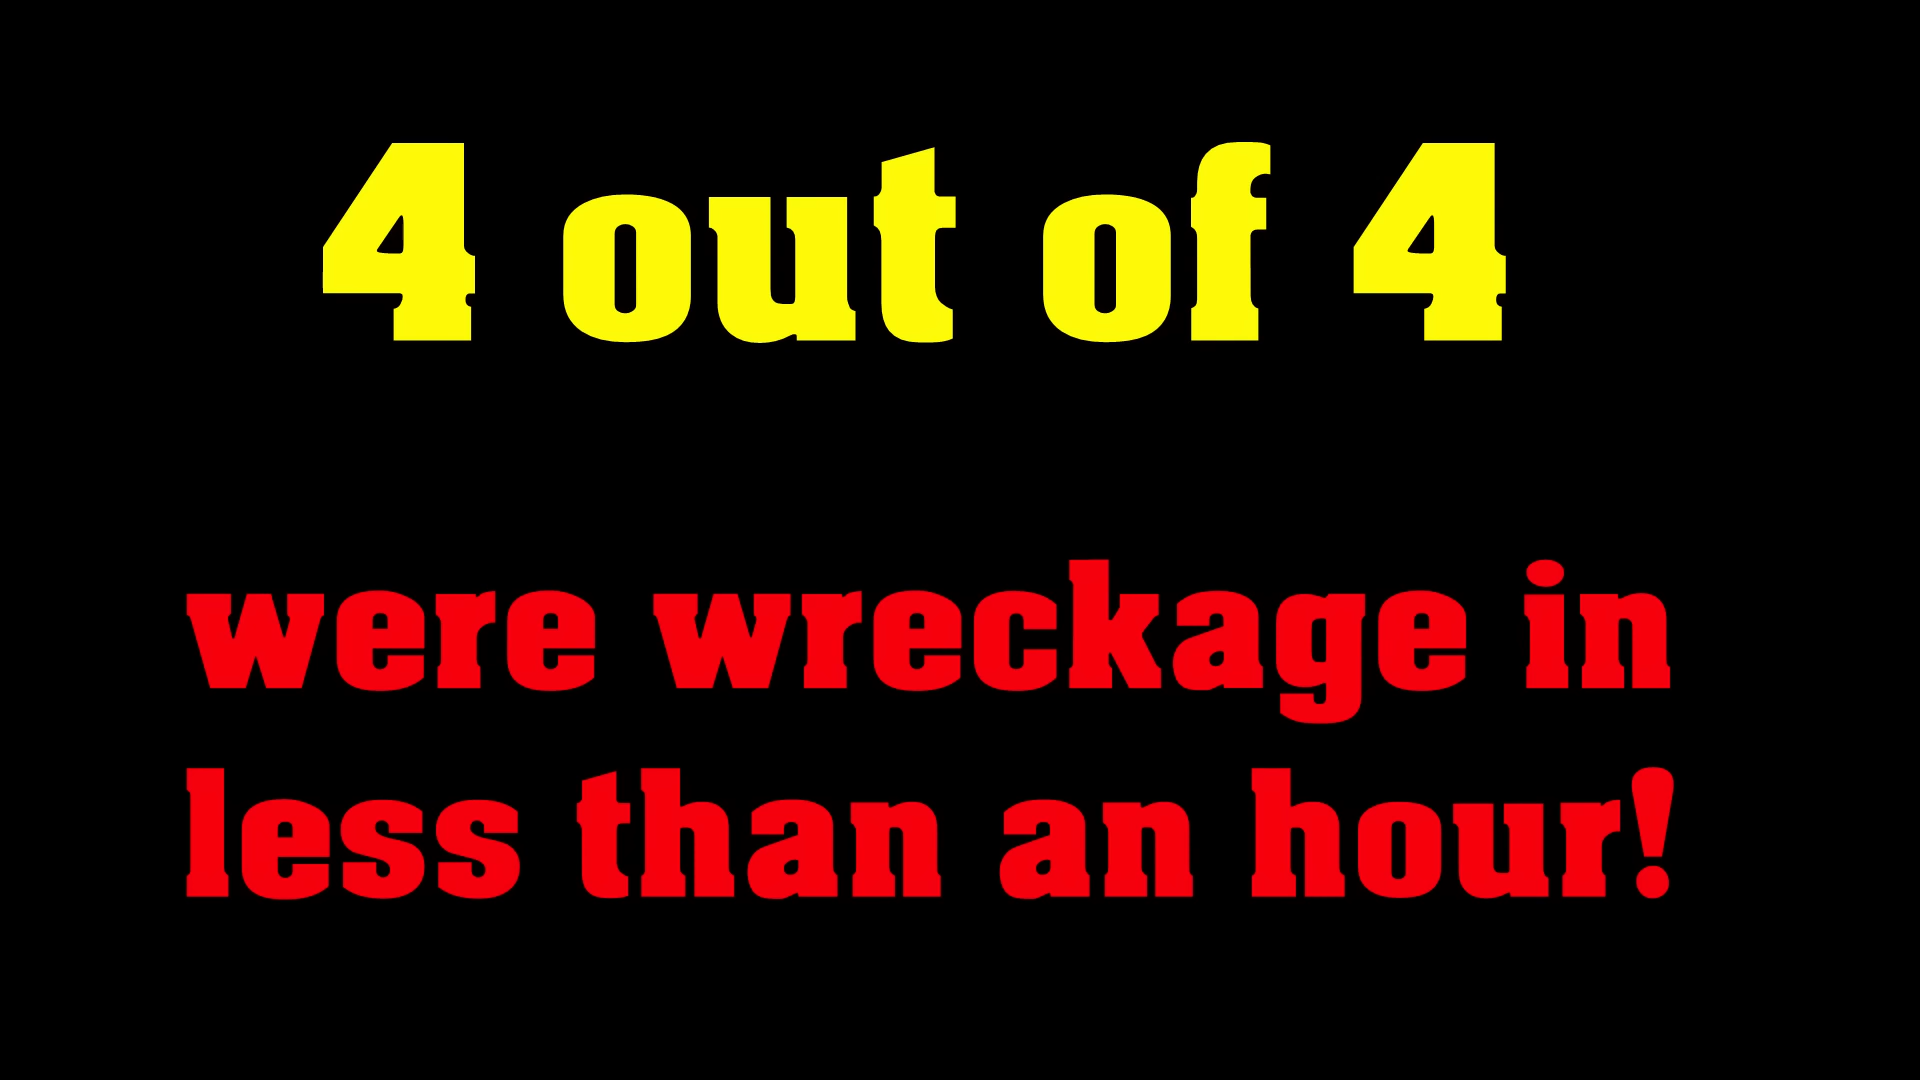 4 out of 4
were wreckage in
less than an hour!